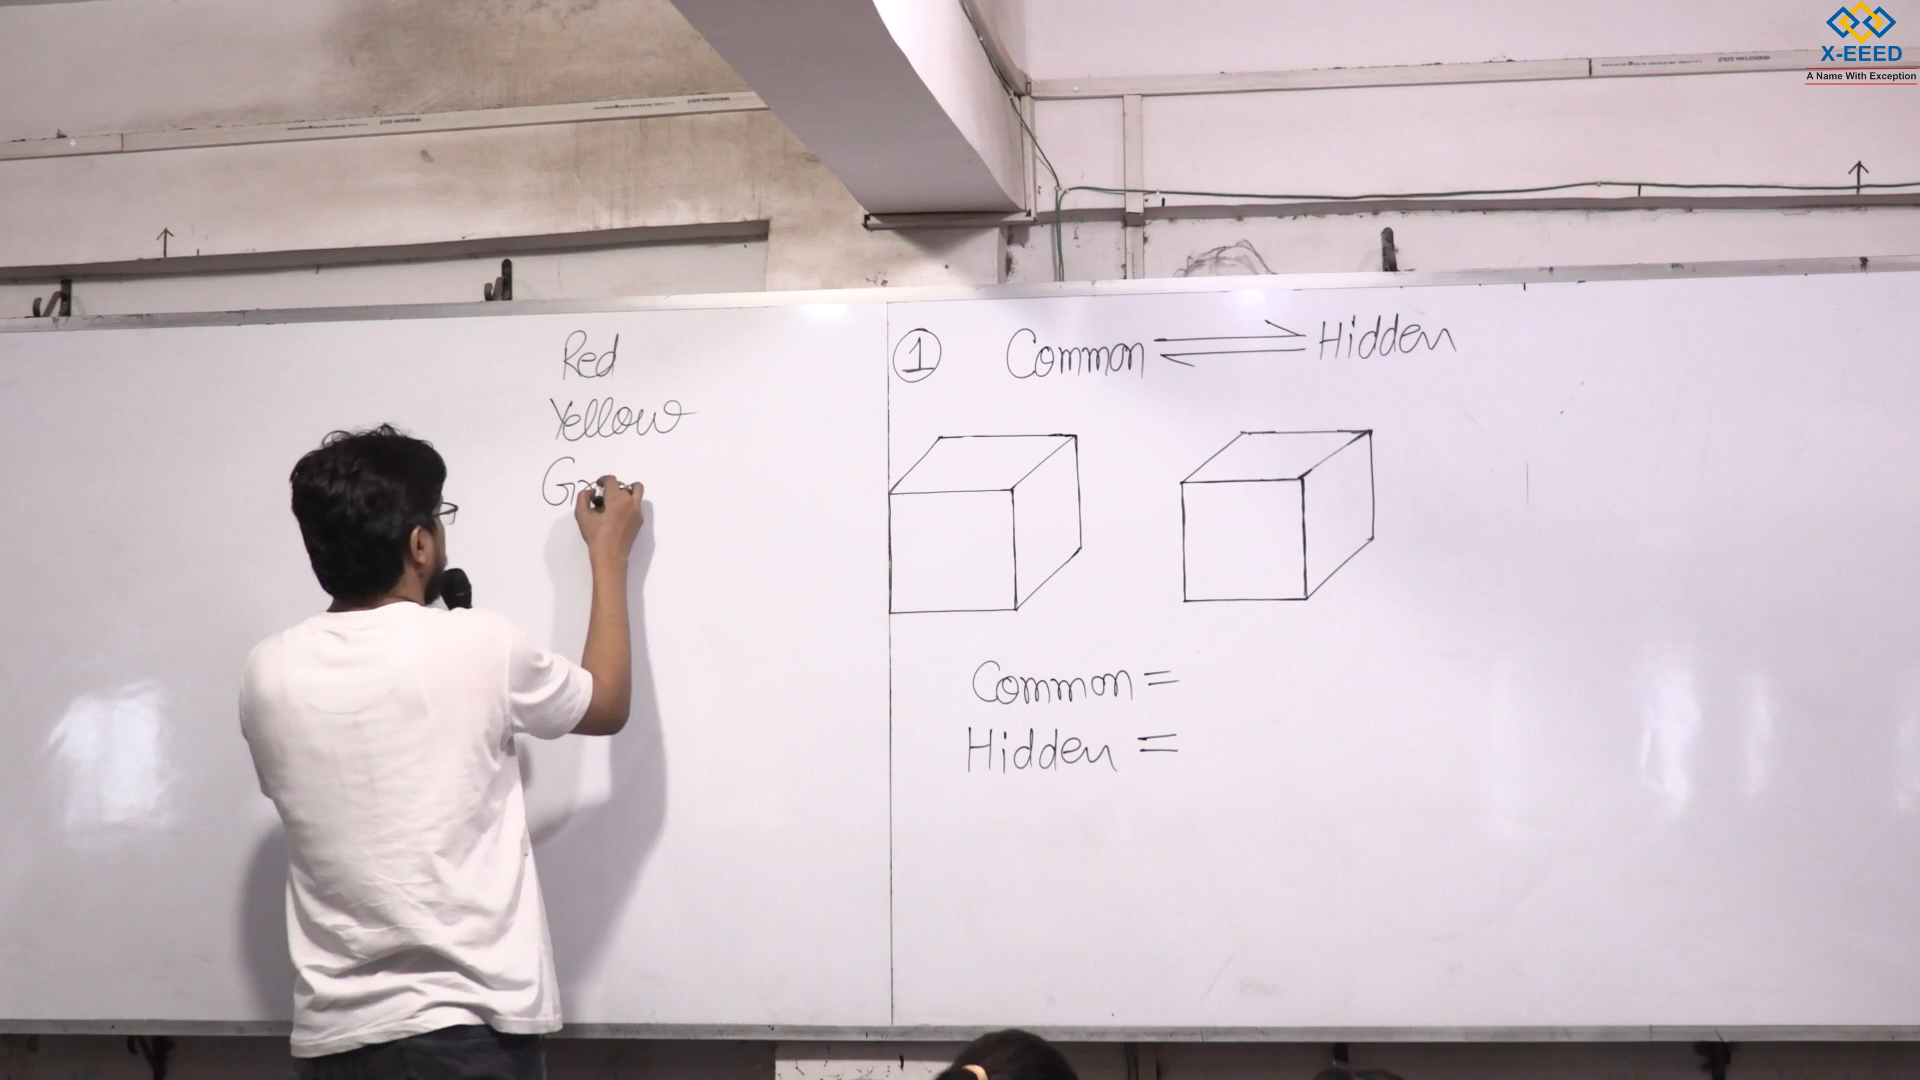 X-EEED
A Name With Exception
Red
Yellow
G
1 Common Hidden
Common =
Hidden =